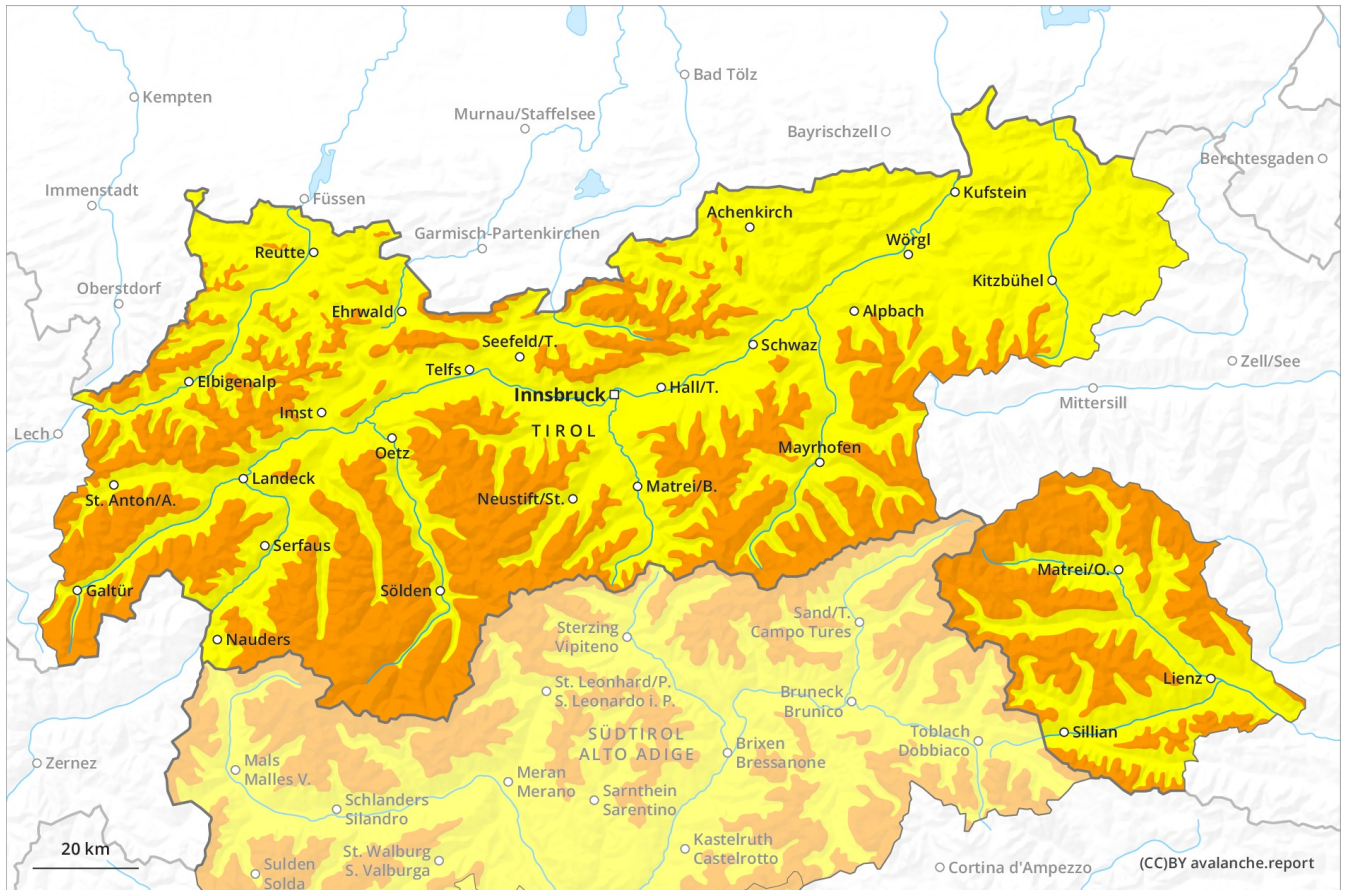 Bad Tölz
Kempten
Murnau/Staffelsee
Bayrischzell
Berchtesgaden
Immenstadt
Füssen
Kufstein
Achenkirch
Garmisch-Partenkirchen
Wörgl
Reutte
Oberstdorf
Kitzbühel
Ehrwald
Alpbach
Seefeld/T.
Schwaz
Zell/See
Telfs
Elbigenalp
Hall/T.
Innsbruck
Mittersill
Imst
TIROL
Lech
Oetz
Mayrhofen
Landeck
Matrei/B.
St. Anton/A.
Neustift/St.
Serfaus
Matrei/O.
Galtür
Sölden
Sand/T.
Campo Tures
Sterzing
Vipiteno
Nauders
Lienz
St. Leonhard/P.
S. Leonardo i. P.
Bruneck
Brunico
Sillian
SÜDTIROL
ALTO ADIGE
Toblach
Dobbiaco
Brixen
Bressanone
Zernez
Mals
Malles V.
Meran
Merano
Sarnthein
Sarentino
Schlanders
Silandro
Kastelruth
Castelrotto
20 km
St. Walburg
S. Valburga
Sulden
Solda
Cortina d'Ampezzo
(CC)BY avalanche.report